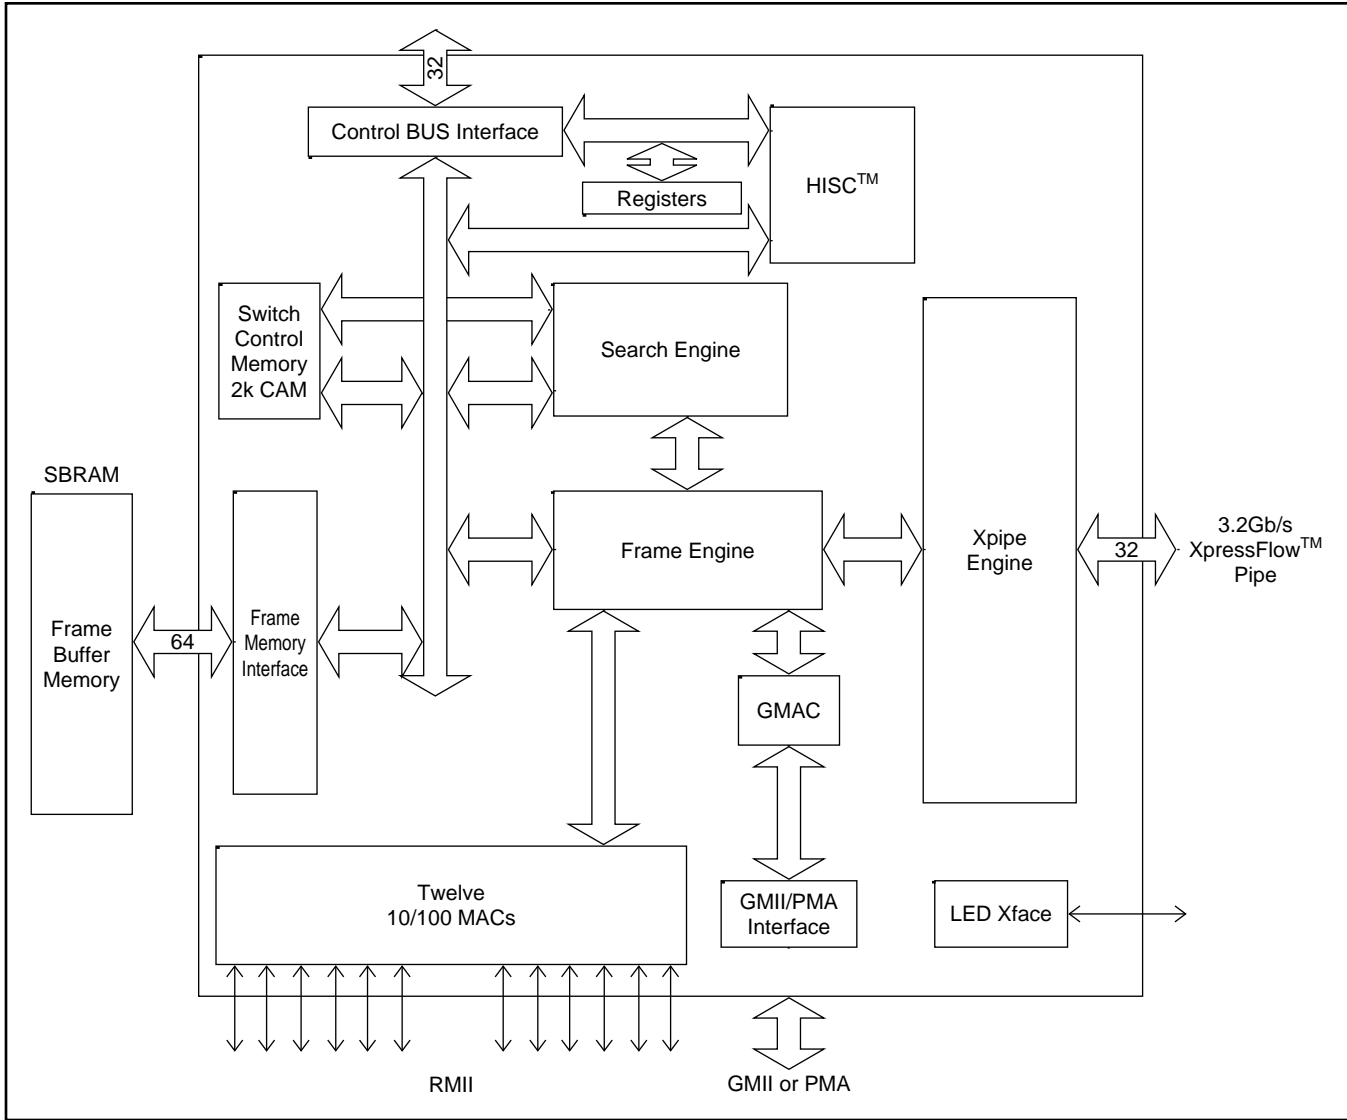 32
Control BUS Interface
HISC™
Registers
Switch
Control
Memory
2k CAM
Search Engine
SBRAM
Frame
Buffer
Memory
64
Frame
Memory
Interface
Frame Engine
Xpipe
Engine
32
3.2Gb/s
XpressFlow™
Pipe
GMAC
Twelve
10/100 MACs
GMII/PMA
Interface
LED Xface
RMII
GMII or PMA